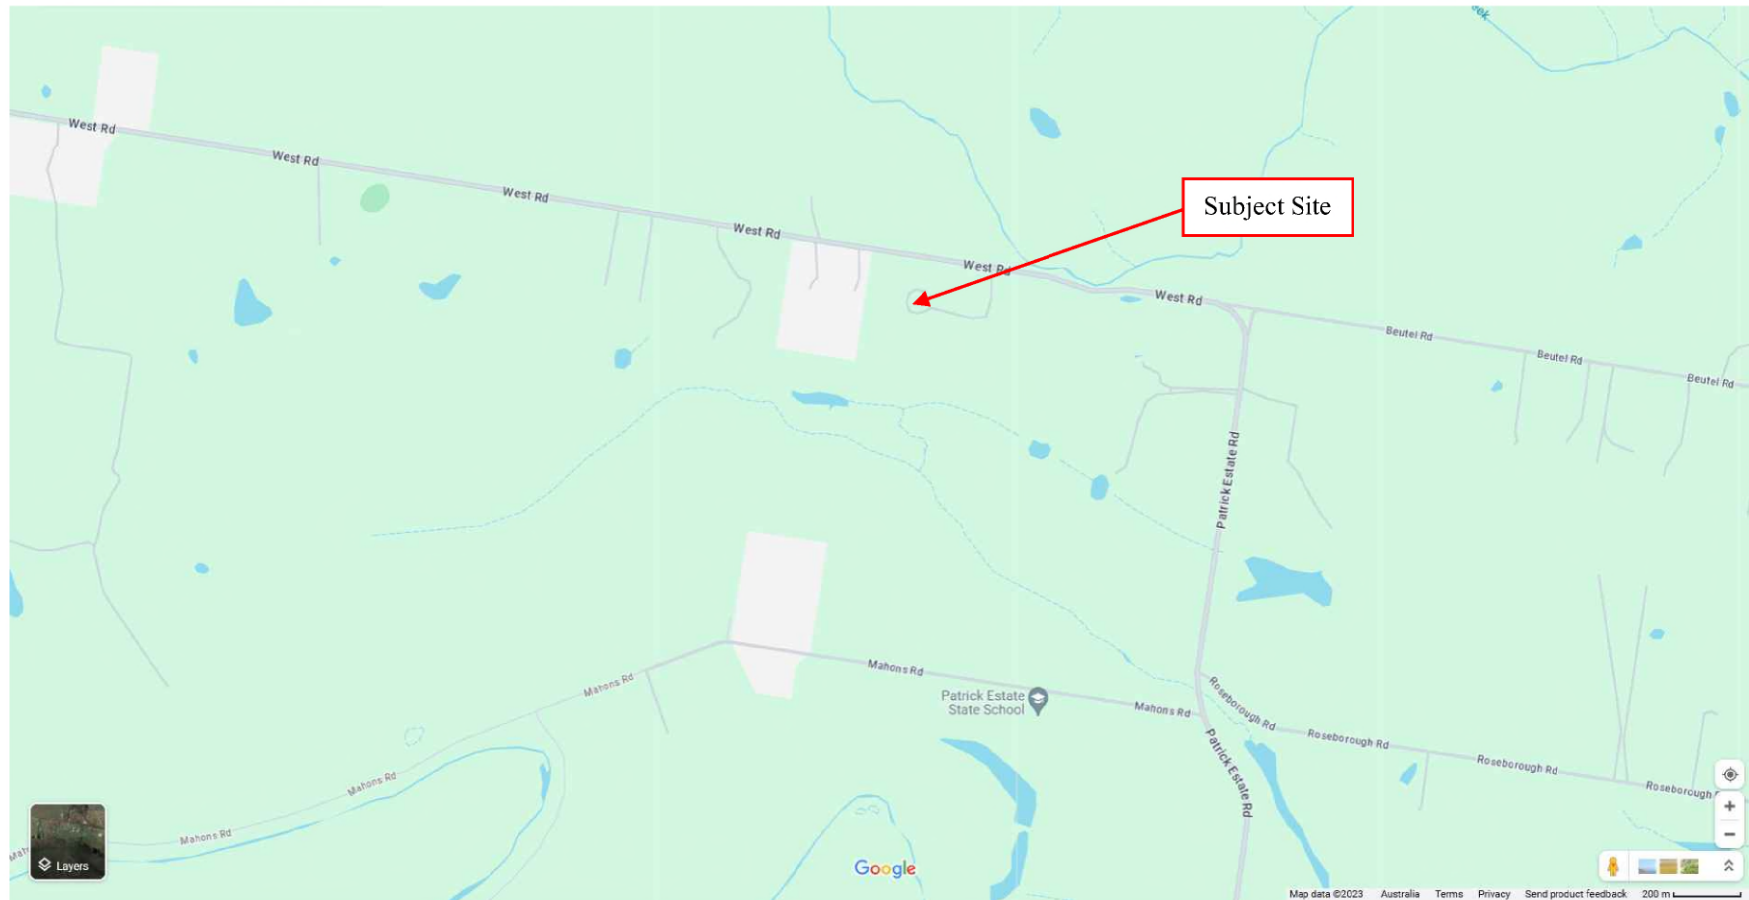 eek
West Rd
West Rd
West Rd
Subject Site
West Rd
West Rd
West Rd
Beutel Rd
Beutel Rd
Beutel Rd
Patrick Estate Rd
Mahons Rd
Mahons Rd
Patrick Estate
State School
Mahons Rd
Roseborough Rd
Roseborough Rd
Patrick Estate Rd
Roseborough Rd
Roseborough
Mahons Rd
Mahons Rd
Layers
Google
Map data ©2023 Australia Terms Privacy Send product feedback 200 m